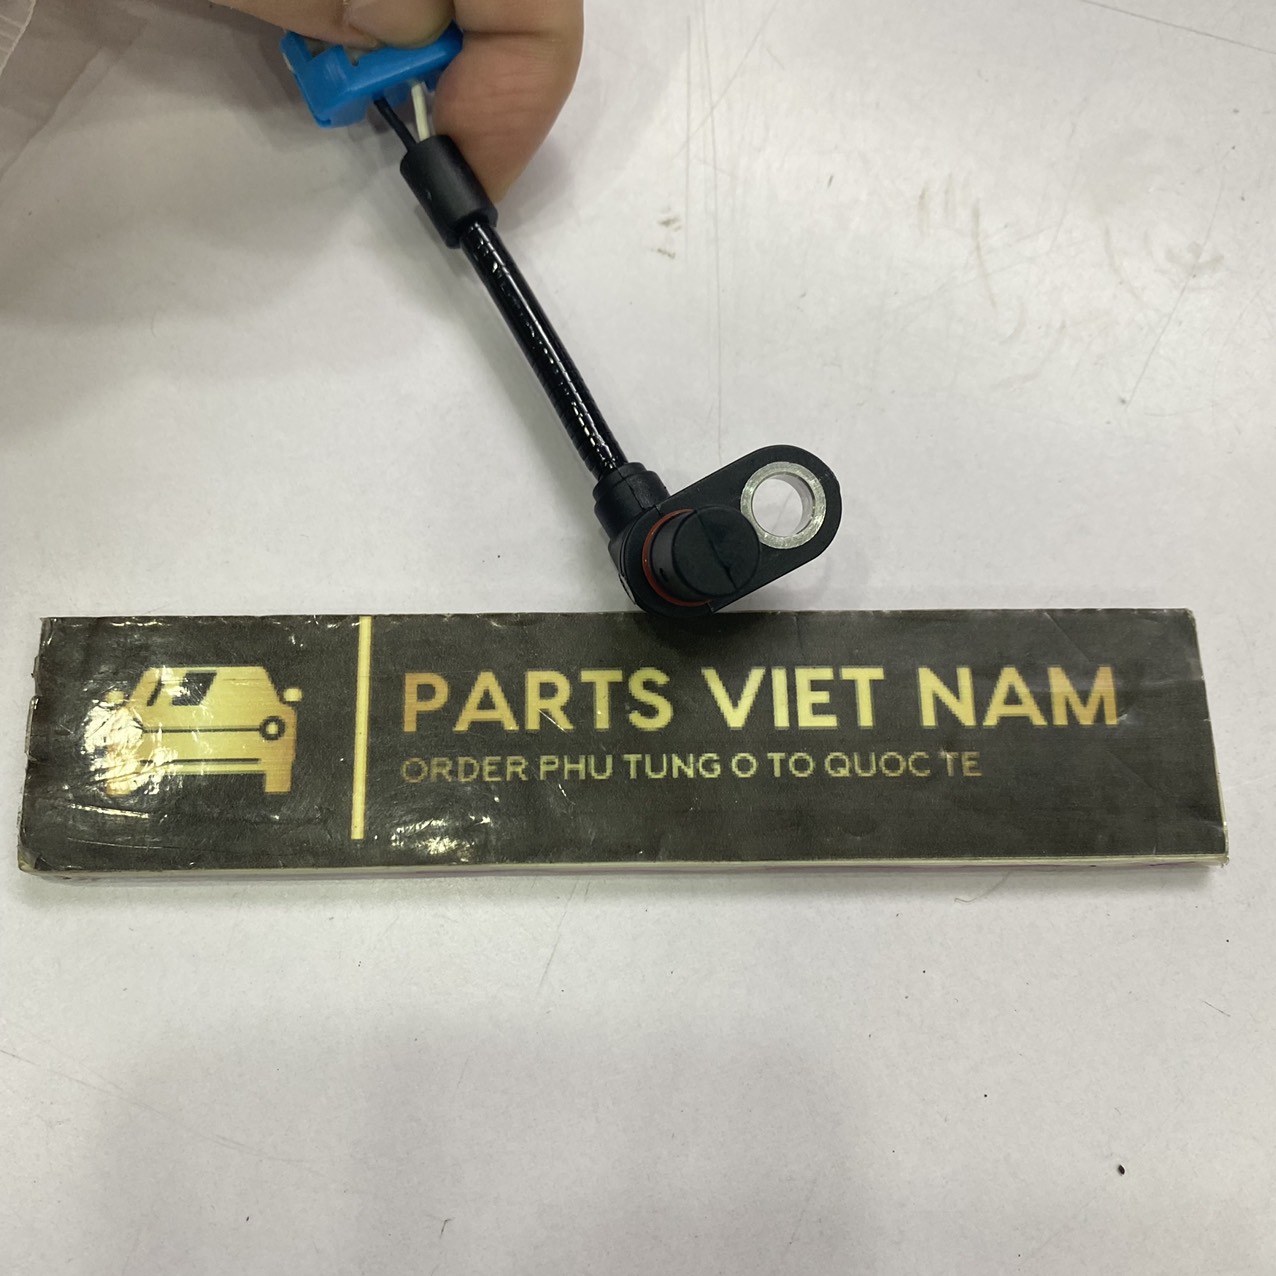 PARTS VIET NAM
ORDER PHU TUNG O TO QUOC TE